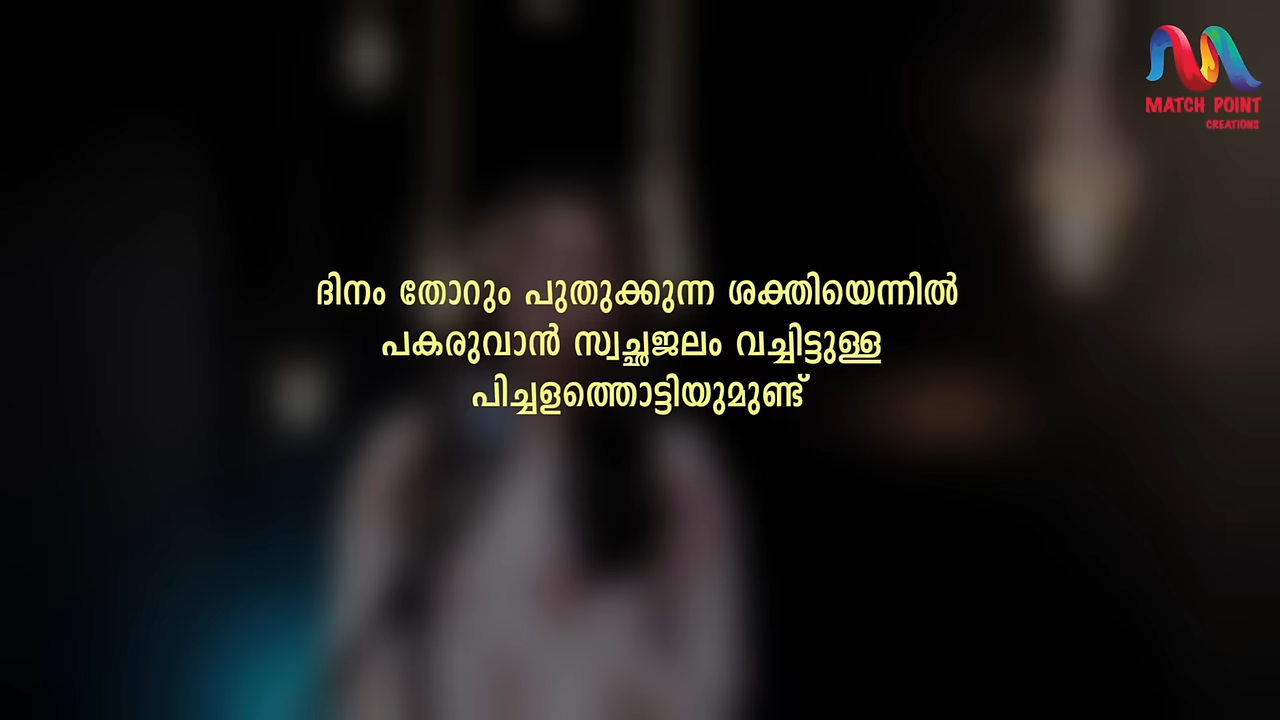 MATCH POINT
CREATIONS
ദിനം തോറും പുതുക്കുന്ന ശക്തിയെന്നിൽ
പകരുവാൻ സ്വച്ഛജലം വച്ചിട്ടുള്ള
പിച്ചളത്തൊട്ടിയുമുണ്ട്